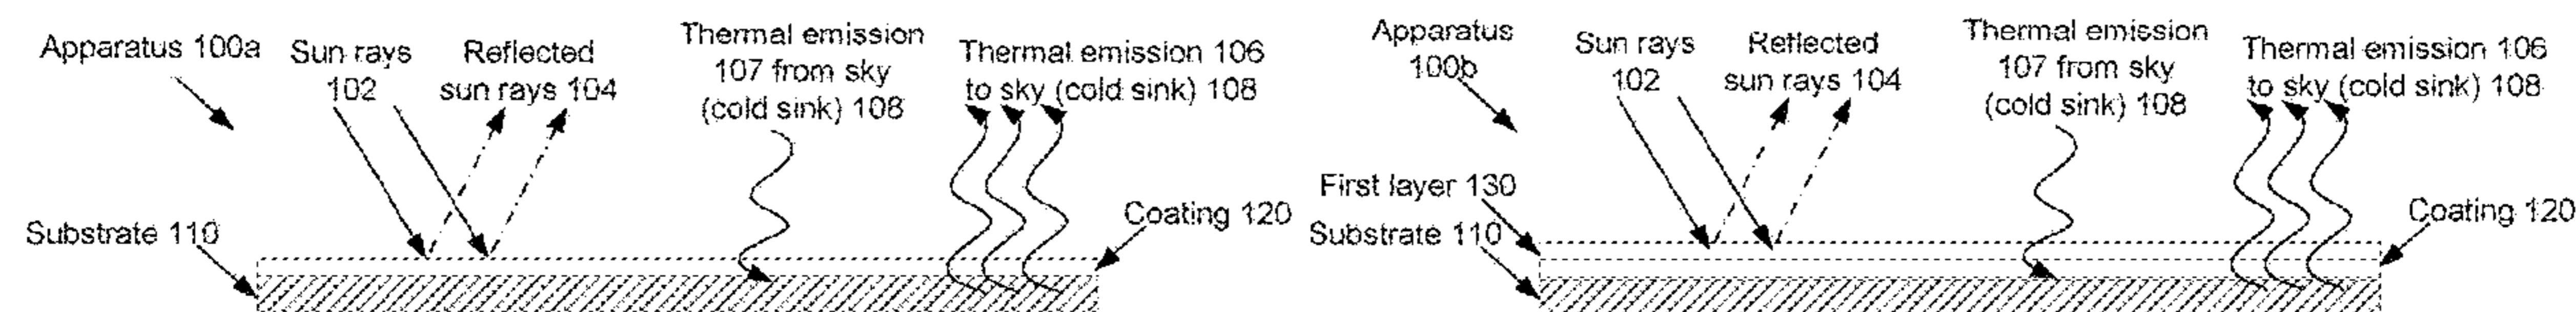 Apparatus 100a
Sun rays
102
Reflected
sun rays 104
Thermal emission
107 from sky
(cold sink) 108
Thermal emission 106
to sky (cold sink) 108
Substrate 110
Coating 120
Apparatus
100b
Sun rays
102
Reflected
sun rays 104
Thermal emission
107 from sky
(cold sink) 108
Thermal emission 106
to sky (cold sink) 108
First layer 130
Substrate 110
Coating 120